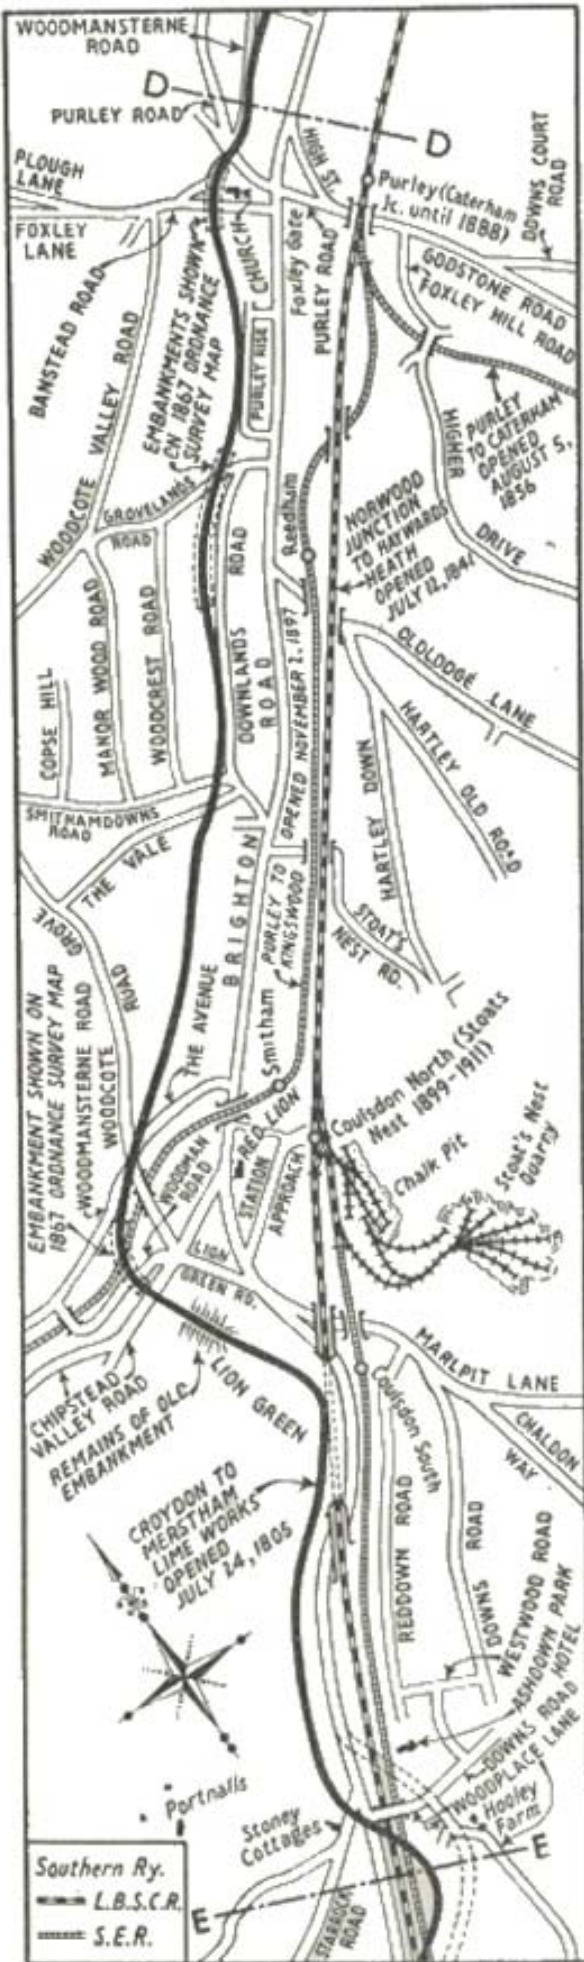 WOODMANSTERNE
ROAD
D
PURLEY ROAD
D
HIGH ST.
DOWNS COURT
ROAD
PLOUGH
LANE
Purley (Caterham
Jc. until 1888)
FOXLEY
LANE
CHURCH
Foxley Gate
PURLEY ROAD
GODSTONE ROAD
FOXLEY HILL ROAD
BANSTEAD ROAD
EMBANKMENTS SHOWN
ON 1867 ORDNANCE
SURVEY MAP
PURLEY RISE
WOODCOTE VALLEY ROAD
HIGHER
DRIVE
PURLEY
TO CATERHAM
OPENED
AUGUST 5,
1856
GROVELANDS
ROAD
Reedham
NORWOOD
JUNCTION
TO HAYWARDS
HEATH
OPENED
JULY 12, 1841
COPSE HILL
MANOR WOOD ROAD
WOODCREST ROAD
DOWNLANDS
ROAD
ROAD
OPENED NOVEMBER 2, 1897
OLDLODGE LANE
HARTLEY DOWN
HARTLEY OLD ROAD
SMITHAMDOWNS
ROAD
THE VALE
BRIGHTON
PURLEY TO
KINGSWOOD
STOAT'S
NEST RD.
GROVE
WOODCOTE
ROAD
THE AVENUE
EMBANKMENT SHOWN ON
1867 ORDNANCE SURVEY MAP
WOODMANSTERNE ROAD
Smitham
RED LION
Coulsdon North (Stoats
Nest 1899-1911)
Chalk Pit
Stoat's Nest
Quarry
WOODMAN
ROAD
STATION
APPROACH
LION
GREEN RD.
MARLPIT LANE
CHIPSTEAD
VALLEY ROAD
REMAINS OF OLD
EMBANKMENT
LION GREEN
Coulsdon South
CHALDON
WAY
CROYDON TO
MERSTHAM
LIME WORKS
OPENED
JULY 24, 1805
REDDOWN ROAD
DOWNS
ROAD
WESTWOOD ROAD
ASHDOWN PARK
HOTEL
DOWNS ROAD
WOODPLACE LANE
Portnalls
Stoney
Cottages
Hooley
Farm
Southern Ry.
L.B.S.C.R.
S.E.R.
E
E
STARROCK
ROAD